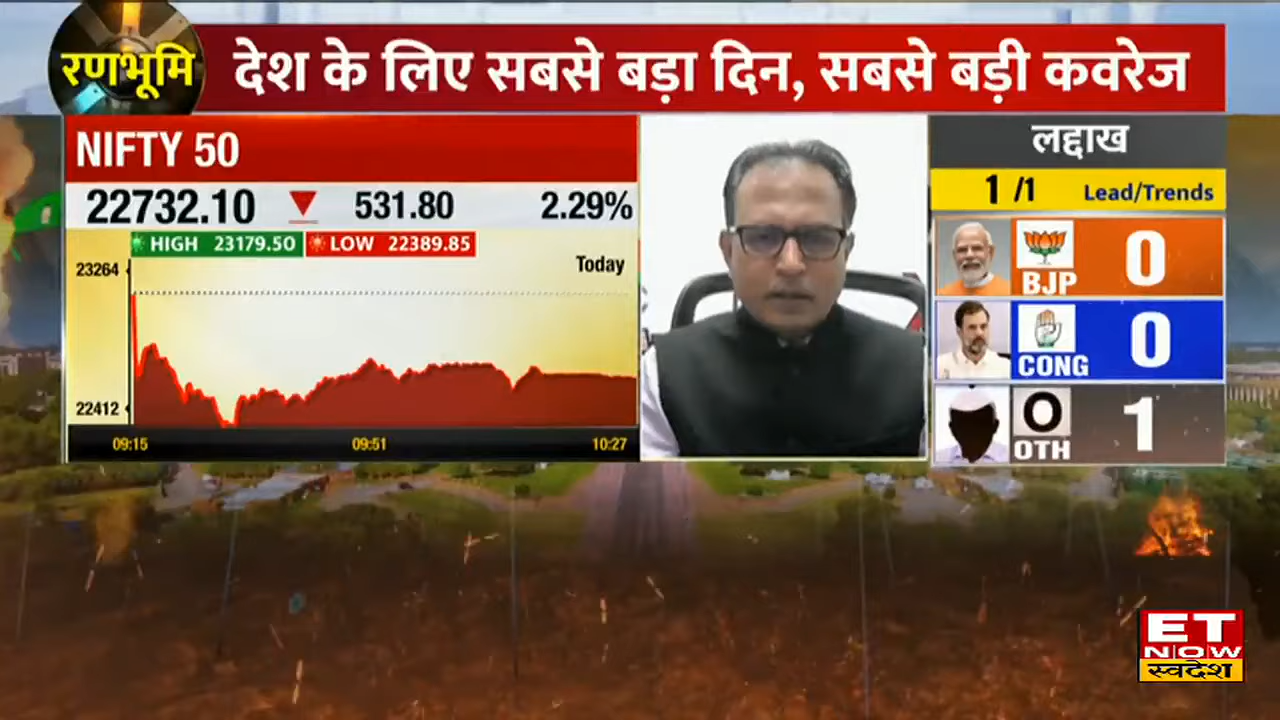 रणभूमि
देश के लिए सबसे बड़ा दिन, सबसे बड़ी कवरेज
NIFTY 50
22732.10 ▼ 531.80 2.29%
HIGH 23179.50 LOW 22389.85
23264
Today
22412
09:15 09:51 10:27
लद्दाख
1 /1 Lead/Trends
BJP 0
CONG 0
O
OTH 1
ET
NOW
स्वदेश